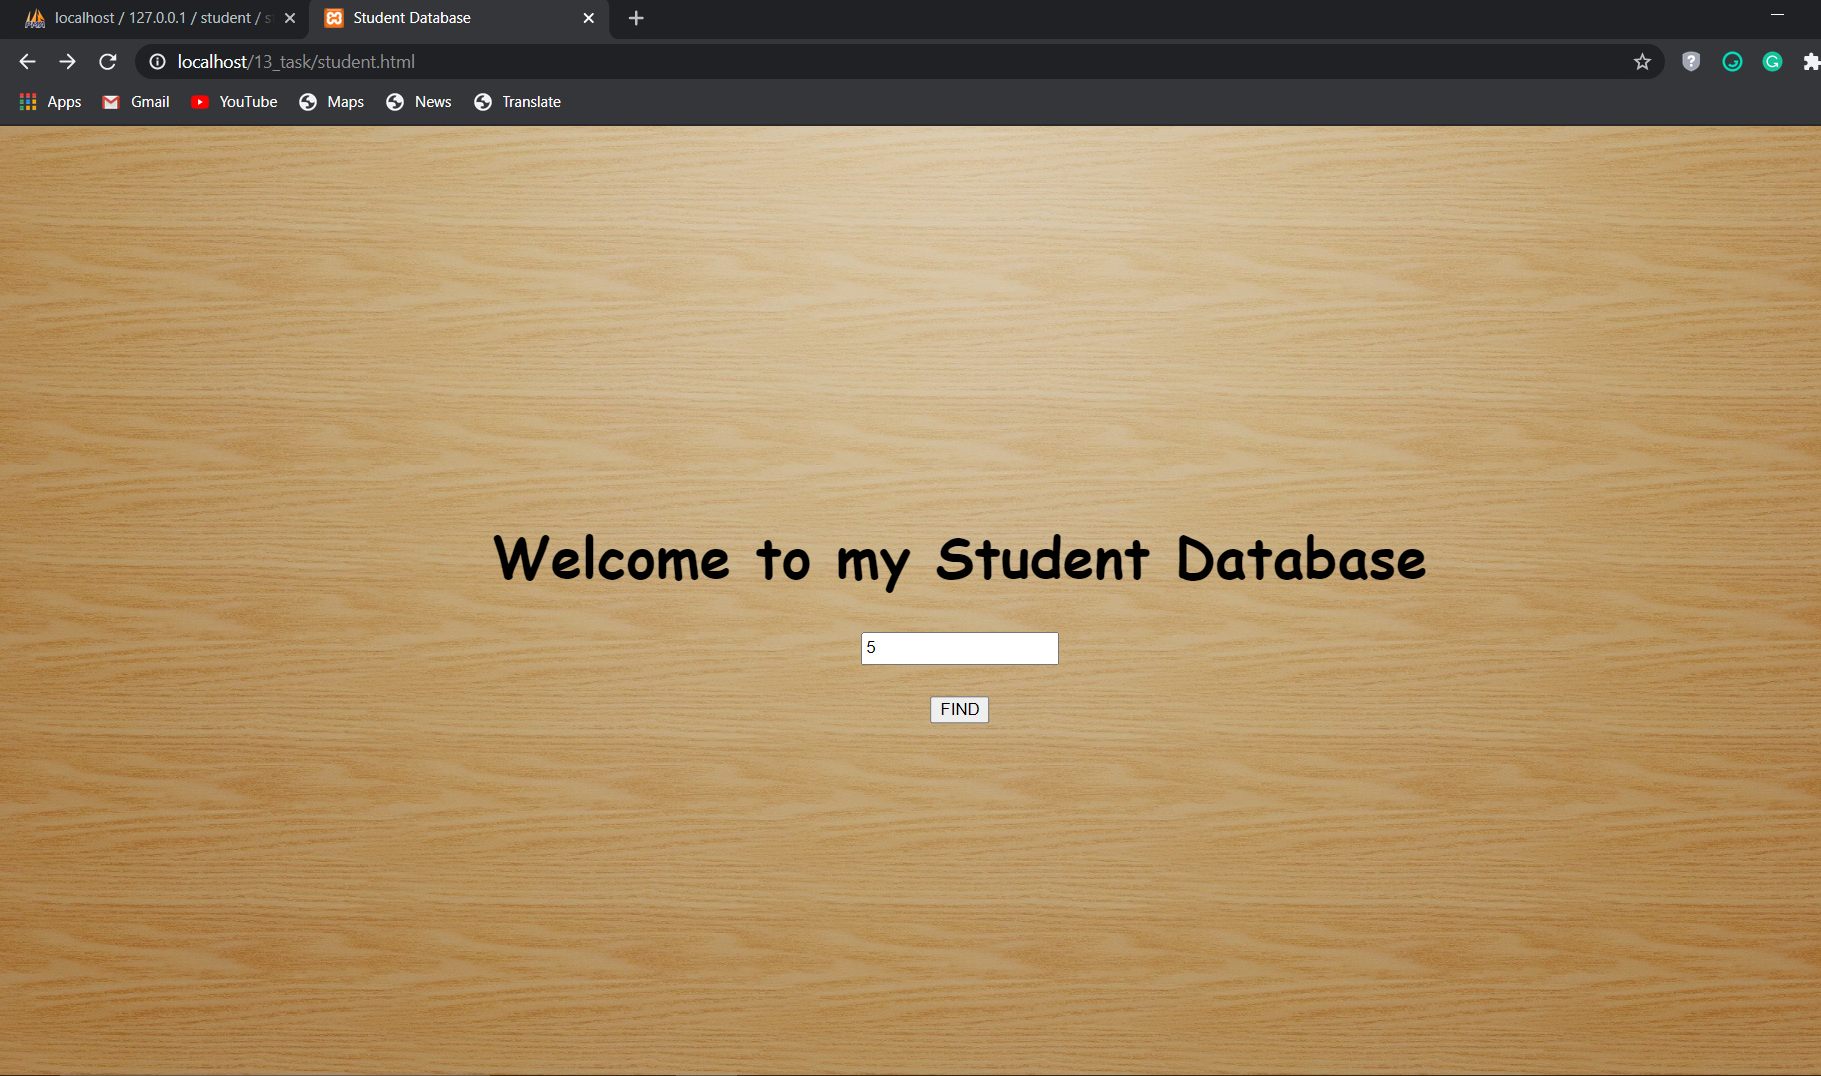 localhost / 127.0.0.1 / student /
Student Database
localhost/13_task/student.html
Apps Gmail YouTube Maps News Translate
Welcome to my Student Database
5
FIND